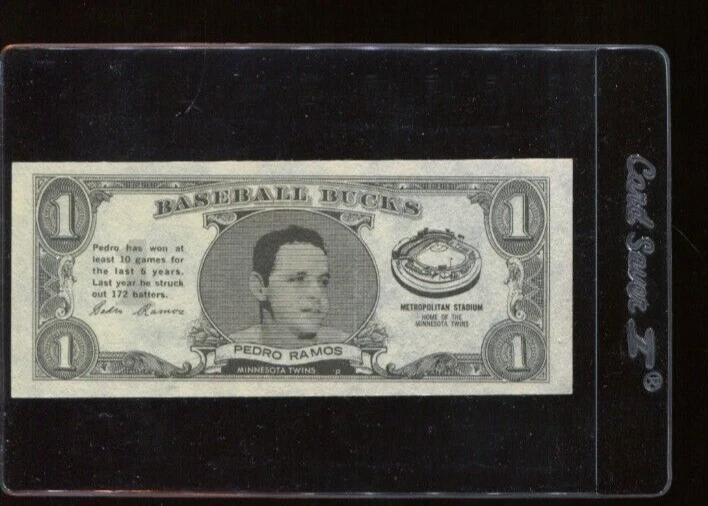 BASEBALL BUCKS
1
1
Pedro has won at
least 10 games for
the last 6 years.
Last year he struck
out 172 batters.
Pedro Ramos
METROPOLITAN STADIUM
HOME OF THE
MINNESOTA TWINS
1
1
PEDRO RAMOS
MINNESOTA TWINS P
Card Saver I®